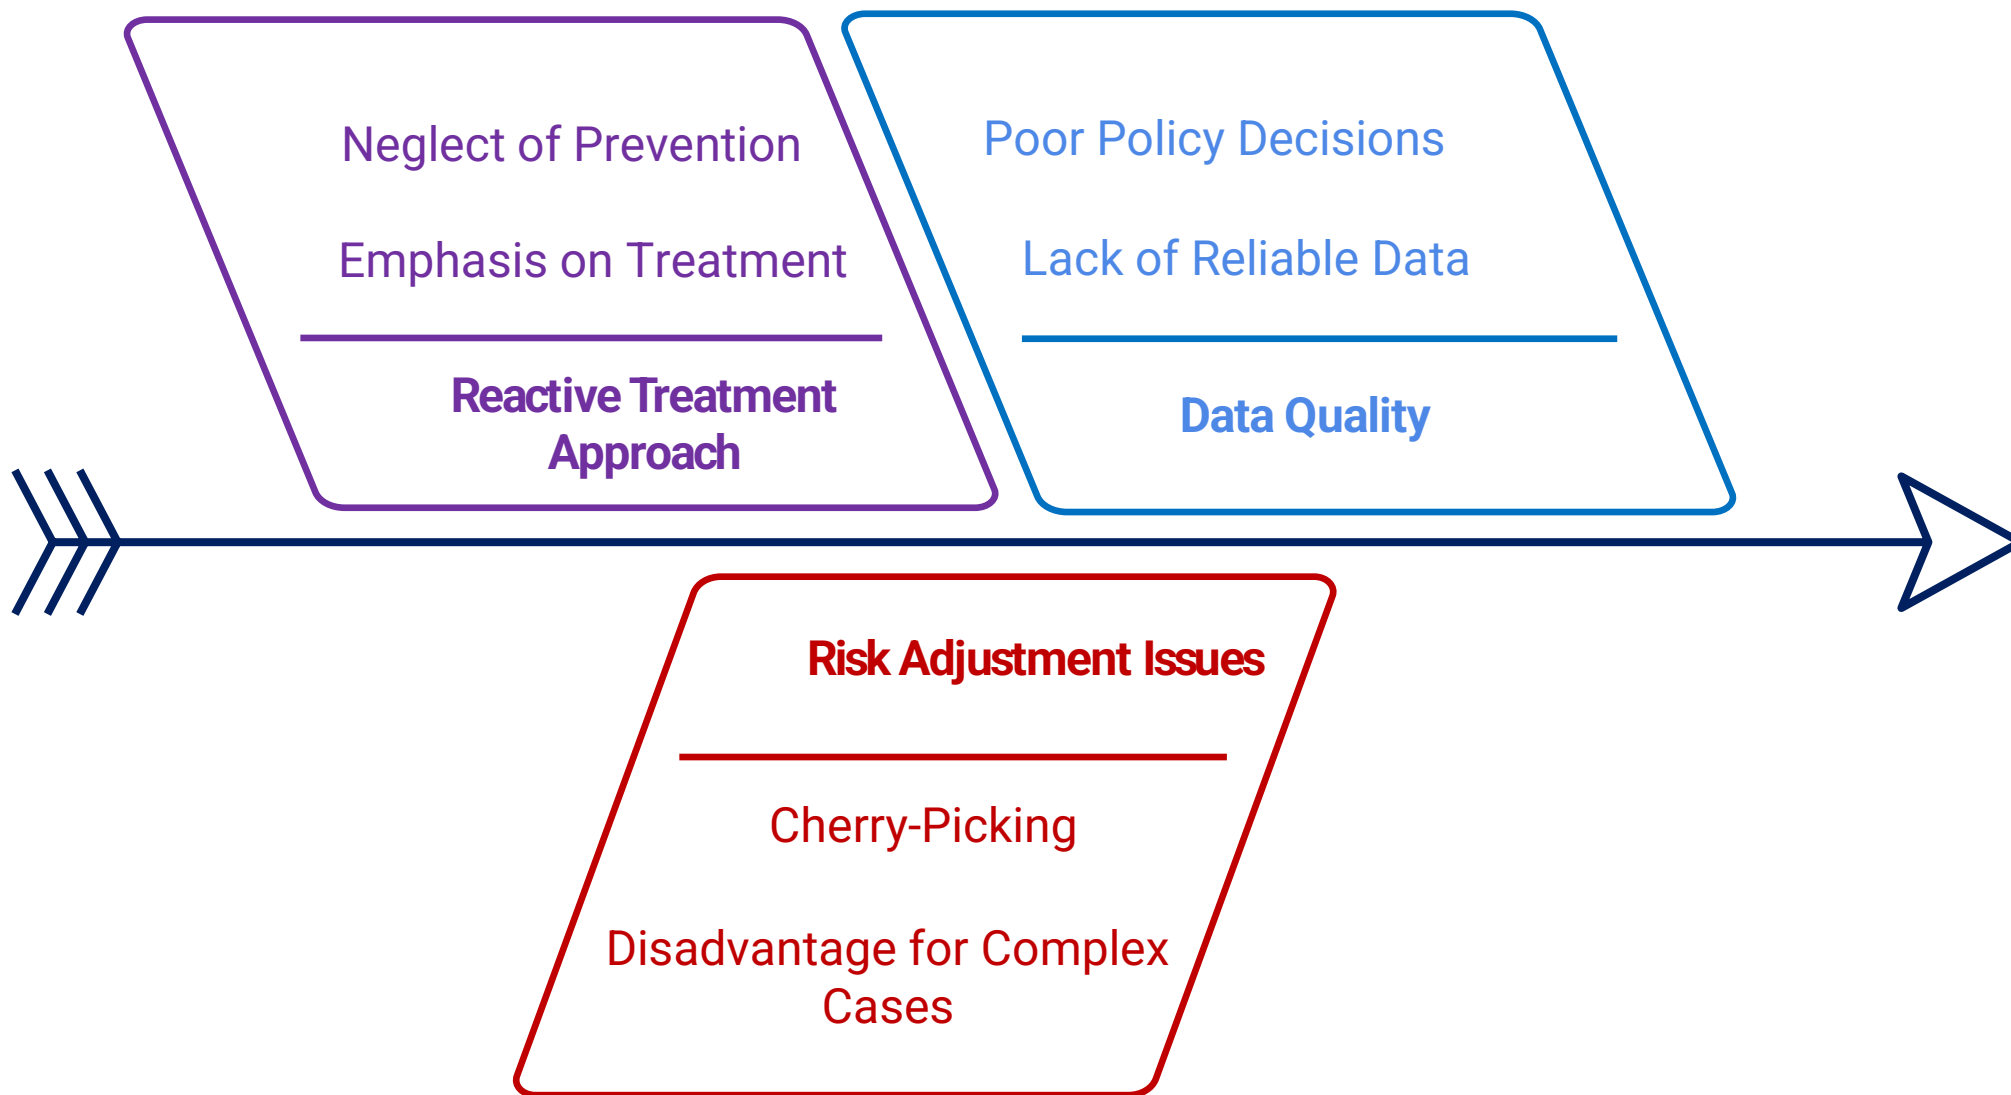 Neglect of Prevention
Emphasis on Treatment
Reactive Treatment
Approach
Poor Policy Decisions
Lack of Reliable Data
Data Quality
Risk Adjustment Issues
Cherry-Picking
Disadvantage for Complex
Cases